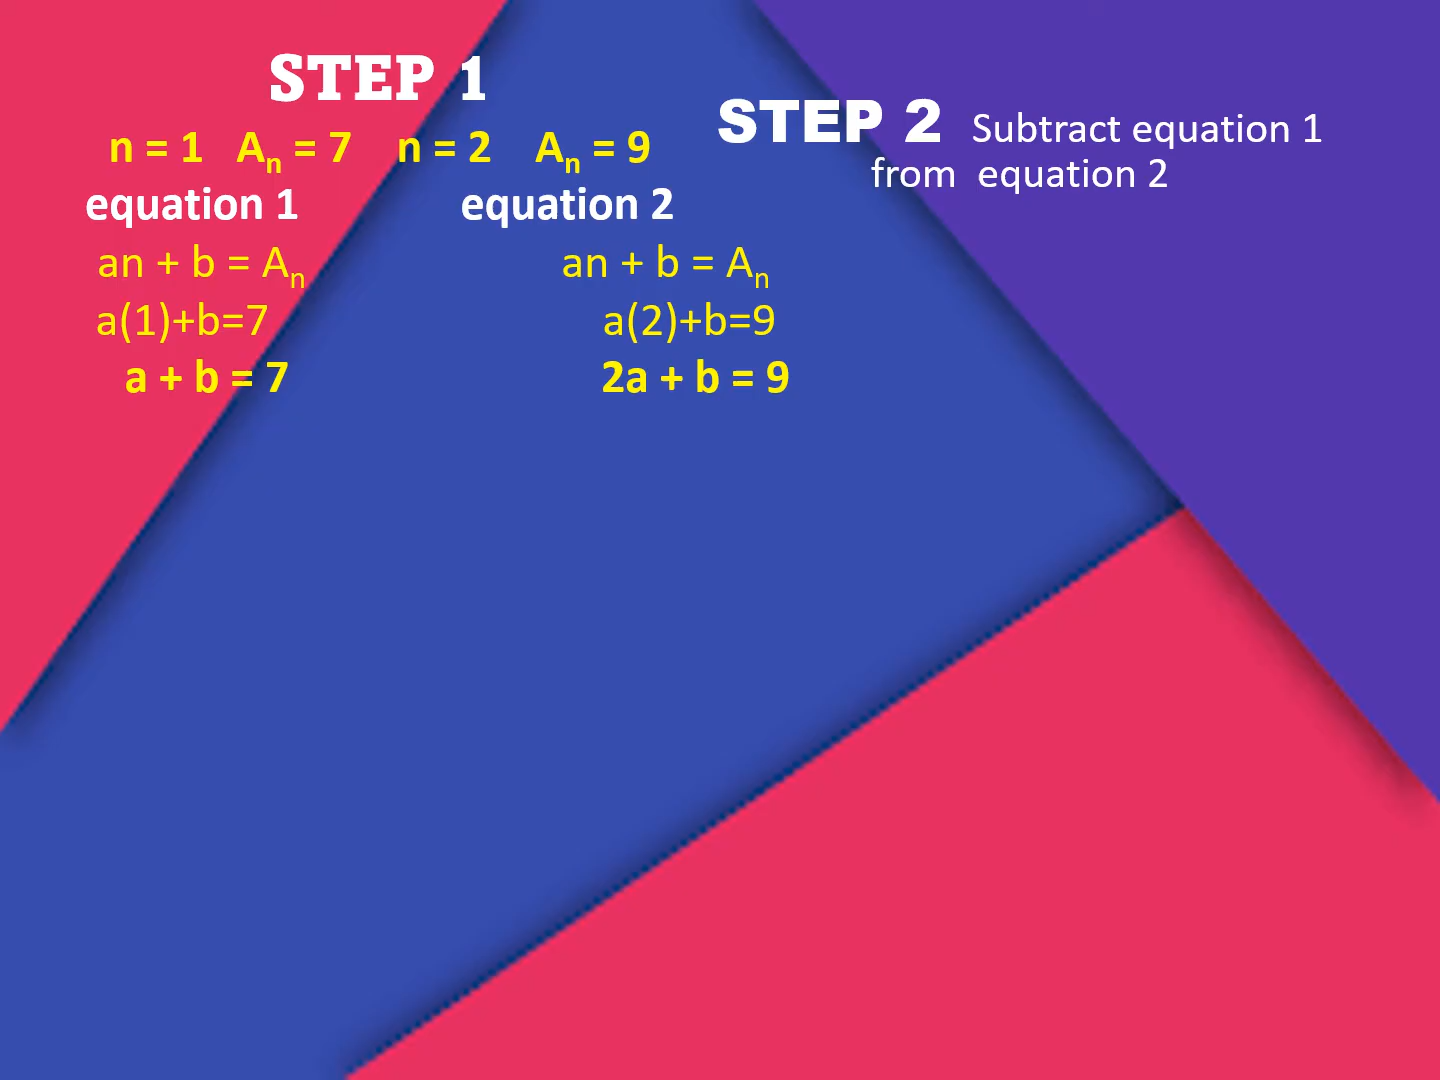 STEP 1
n = 1 Aₙ = 7 n = 2 Aₙ = 9
equation 1 equation 2
an + b = Aₙ an + b = Aₙ
a(1)+b=7 a(2)+b=9
a + b = 7 2a + b = 9
STEP 2 Subtract equation 1
from equation 2